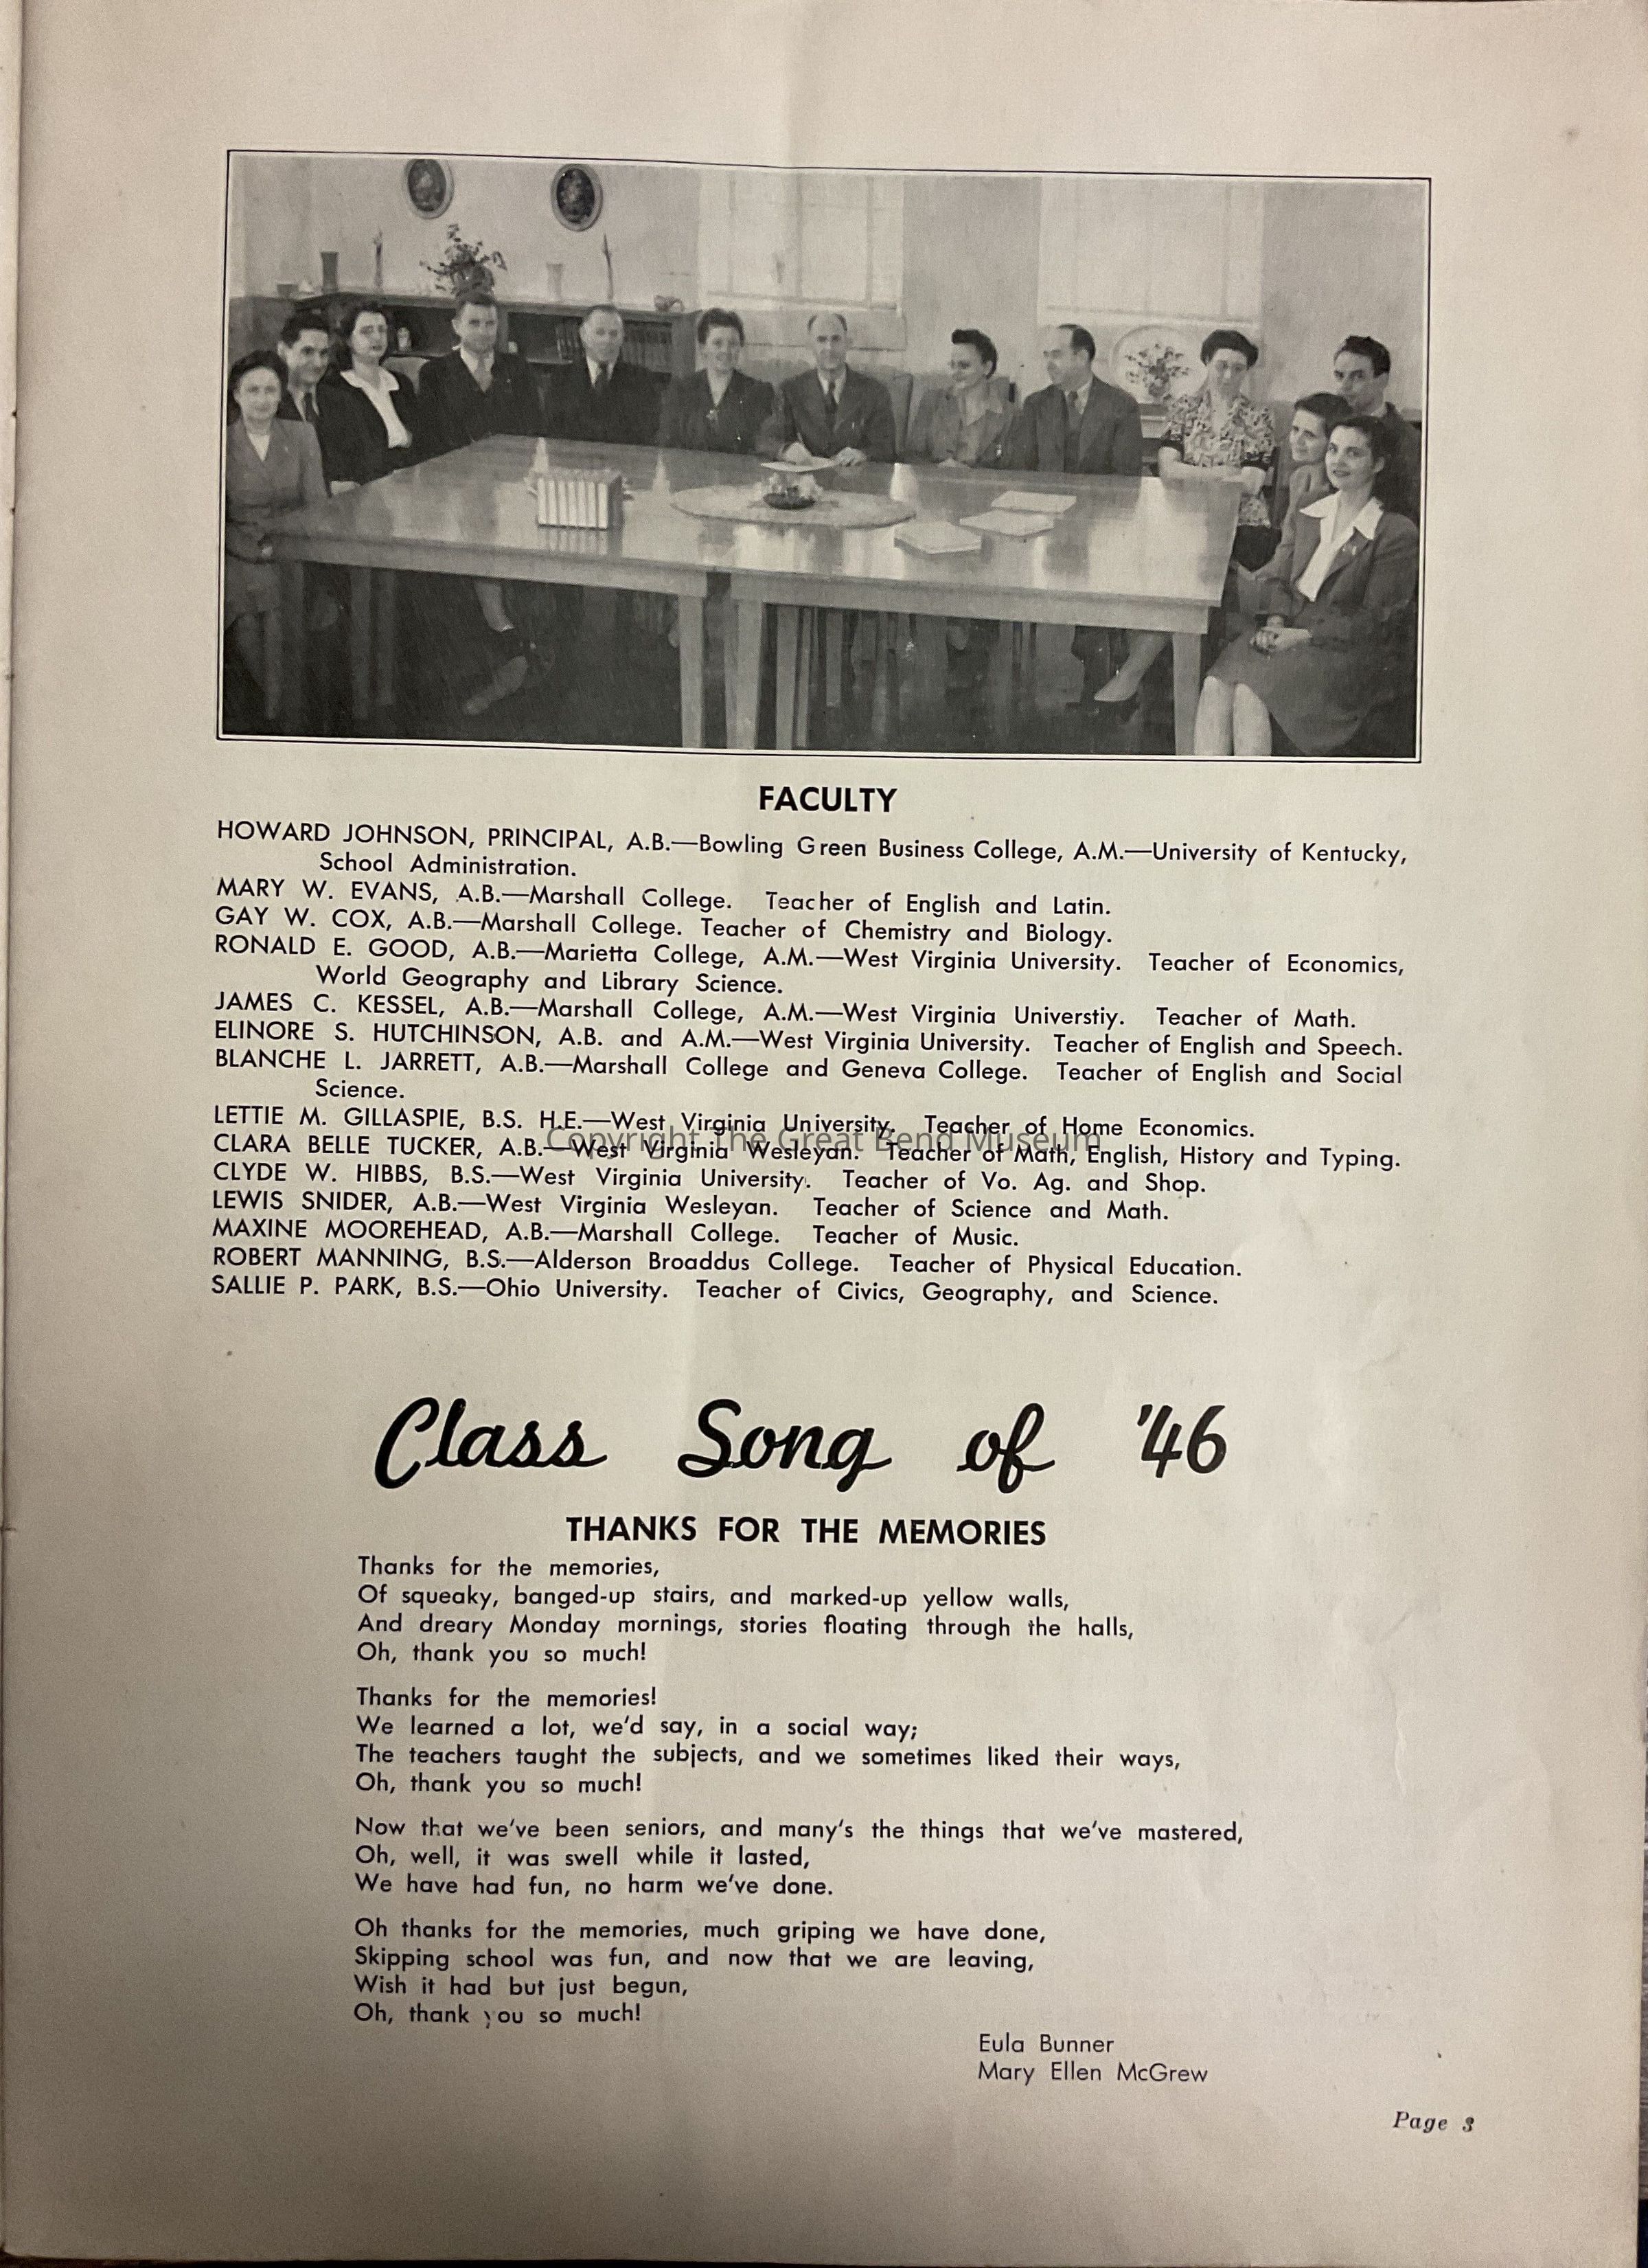 FACULTY
HOWARD JOHNSON, PRINCIPAL, A.B.—Bowling Green Business College, A.M.—University of Kentucky,
School Administration.
MARY W. EVANS, A.B.—Marshall College. Teacher of English and Latin.
GAY W. COX, A.B.—Marshall College. Teacher of Chemistry and Biology.
RONALD E. GOOD, A.B.—Marietta College, A.M.—West Virginia University. Teacher of Economics,
World Geography and Library Science.
JAMES C. KESSEL, A.B.—Marshall College, A.M.—West Virginia Universtiy. Teacher of Math.
ELINORE S. HUTCHINSON, A.B. and A.M.—West Virginia University. Teacher of English and Speech.
BLANCHE L. JARRETT, A.B.—Marshall College and Geneva College. Teacher of English and Social
Science.
LETTIE M. GILLASPIE, B.S. H.E.—West Virginia University. Teacher of Home Economics.
Copyright The Great Bend Museum
CLARA BELLE TUCKER, A.B.—West Virginia Wesleyan. Teacher of Math, English, History and Typing.
CLYDE W. HIBBS, B.S.—West Virginia University. Teacher of Vo. Ag. and Shop.
LEWIS SNIDER, A.B.—West Virginia Wesleyan. Teacher of Science and Math.
MAXINE MOOREHEAD, A.B.—Marshall College. Teacher of Music.
ROBERT MANNING, B.S.—Alderson Broaddus College. Teacher of Physical Education.
SALLIE P. PARK, B.S.—Ohio University. Teacher of Civics, Geography, and Science.
Class Song of '46
THANKS FOR THE MEMORIES
Thanks for the memories,
Of squeaky, banged-up stairs, and marked-up yellow walls,
And dreary Monday mornings, stories floating through the halls,
Oh, thank you so much!
Thanks for the memories!
We learned a lot, we'd say, in a social way;
The teachers taught the subjects, and we sometimes liked their ways,
Oh, thank you so much!
Now that we've been seniors, and many's the things that we've mastered,
Oh, well, it was swell while it lasted,
We have had fun, no harm we've done.
Oh thanks for the memories, much griping we have done,
Skipping school was fun, and now that we are leaving,
Wish it had but just begun,
Oh, thank you so much!
Eula Bunner
Mary Ellen McGrew
Page 3